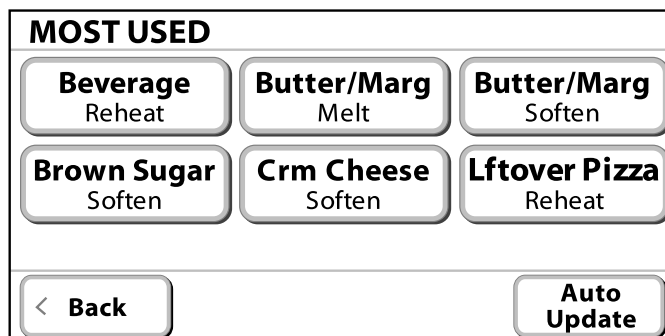 MOST USED
Beverage
Reheat
Butter/Marg
Melt
Butter/Marg
Soften
Brown Sugar
Soften
Crm Cheese
Soften
Lftover Pizza
Reheat
Back
Auto
Update